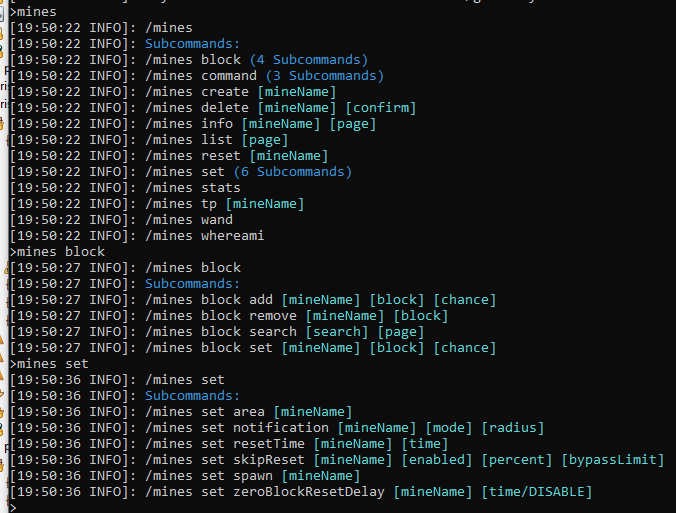 >mines
[19:50:22 INFO]: /mines
[19:50:22 INFO]: Subcommands:
[19:50:22 INFO]: /mines block (4 Subcommands)
[19:50:22 INFO]: /mines command (3 Subcommands)
[19:50:22 INFO]: /mines create [mineName]
[19:50:22 INFO]: /mines delete [mineName] [confirm]
[19:50:22 INFO]: /mines info [mineName] [page]
[19:50:22 INFO]: /mines list [page]
[19:50:22 INFO]: /mines reset [mineName]
[19:50:22 INFO]: /mines set (6 Subcommands)
[19:50:22 INFO]: /mines stats
[19:50:22 INFO]: /mines tp [mineName]
[19:50:22 INFO]: /mines wand
[19:50:22 INFO]: /mines whereami
>mines block
[19:50:27 INFO]: /mines block
[19:50:27 INFO]: Subcommands:
[19:50:27 INFO]: /mines block add [mineName] [block] [chance]
[19:50:27 INFO]: /mines block remove [mineName] [block]
[19:50:27 INFO]: /mines block search [search] [page]
[19:50:27 INFO]: /mines block set [mineName] [block] [chance]
>mines set
[19:50:36 INFO]: /mines set
[19:50:36 INFO]: Subcommands:
[19:50:36 INFO]: /mines set area [mineName]
[19:50:36 INFO]: /mines set notification [mineName] [mode] [radius]
[19:50:36 INFO]: /mines set resetTime [mineName] [time]
[19:50:36 INFO]: /mines set skipReset [mineName] [enabled] [percent] [bypassLimit]
[19:50:36 INFO]: /mines set spawn [mineName]
[19:50:36 INFO]: /mines set zeroBlockResetDelay [mineName] [time/DISABLE]
>